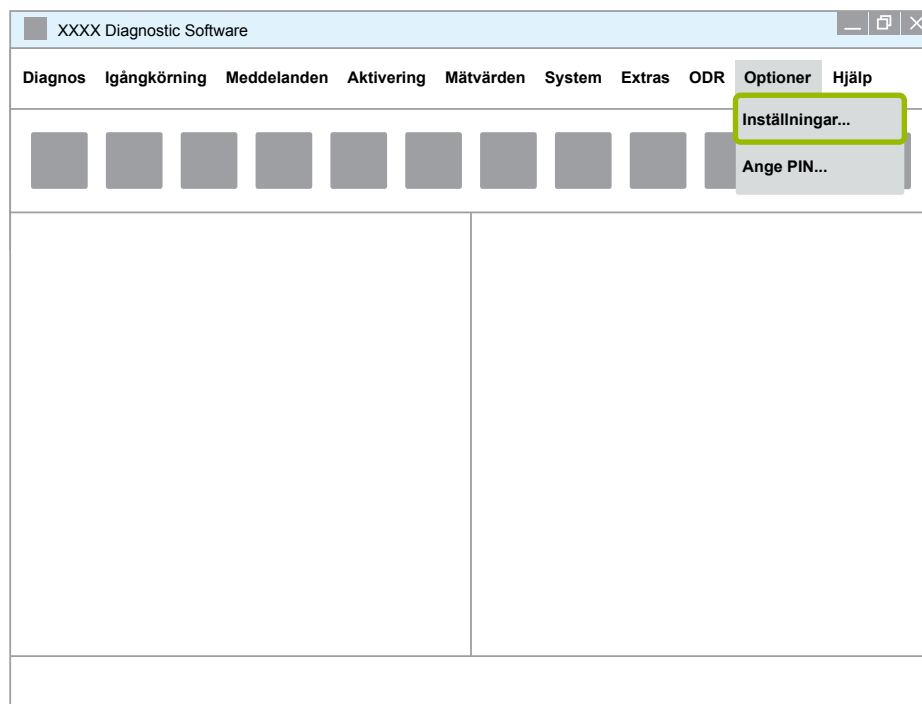 XXXX Diagnostic Software
Diagnos Igångkörning Meddelanden Aktivering Mätvärden System Extras ODR Optioner Hjälp
Inställningar...
Ange PIN...